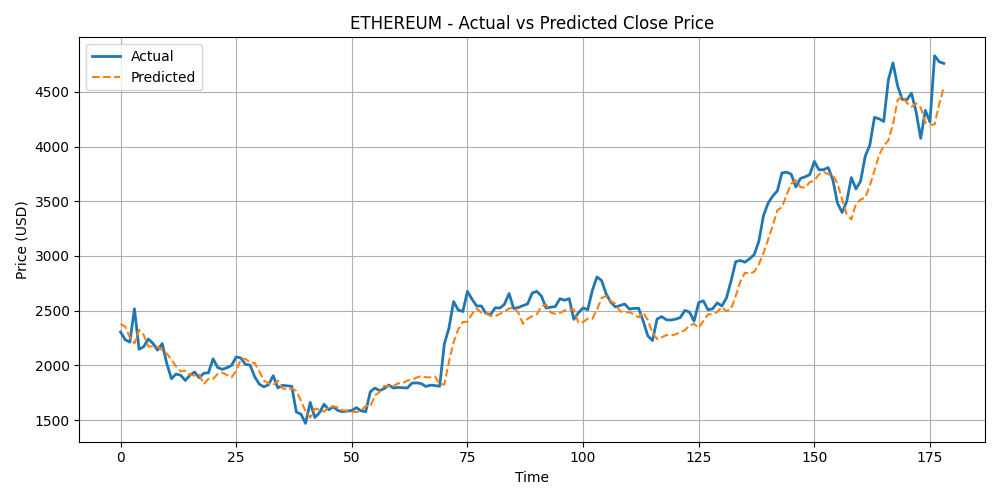 ETHEREUM - Actual vs Predicted Close Price
Actual
Predicted
Price (USD)
4500
4000
3500
3000
2500
2000
1500
0 25 50 75 100 125 150 175
Time